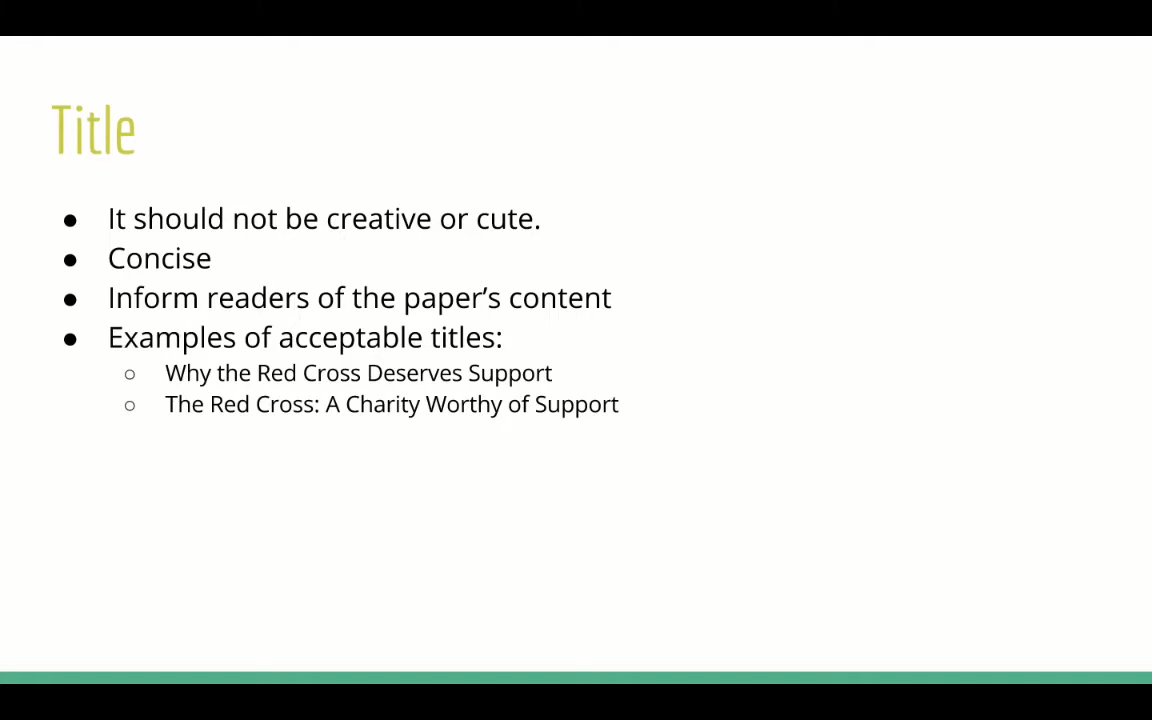 Title
● It should not be creative or cute.
● Concise
● Inform readers of the paper’s content
● Examples of acceptable titles:
○ Why the Red Cross Deserves Support
○ The Red Cross: A Charity Worthy of Support